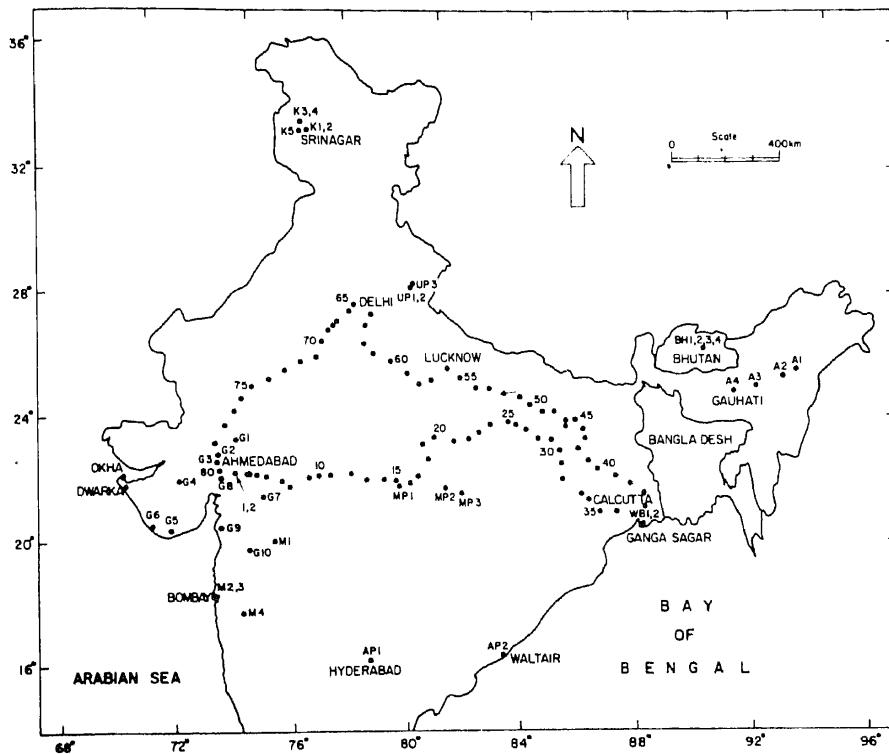 36°
32°
28°
24°
20°
16°
68°
72°
76°
80°
84°
88°
92°
96°
N
Scale
0 400km
K3,4
K5 K1,2
SRINAGAR
UP3
UP1,2
65 DELHI
70
75
60
LUCKNOW
55
50
45
BH1,2,3,4
BHUTAN
A4 A3 A2 A1
GAUHATI
BANGLA DESH
20
25
30
40
35
CALCUTTA
WB1,2
GANGA SAGAR
G1
G2
G3
AHMEDABAD
80
G8
1,2
G4
G7
10
15
MP1
MP2
MP3
OKHA
DWARKA
G6 G5
G9
G10
M1
M2,3
BOMBAY
M4
AP1
HYDERABAD
AP2
WALTAIR
ARABIAN SEA
BAY
OF
BENGAL